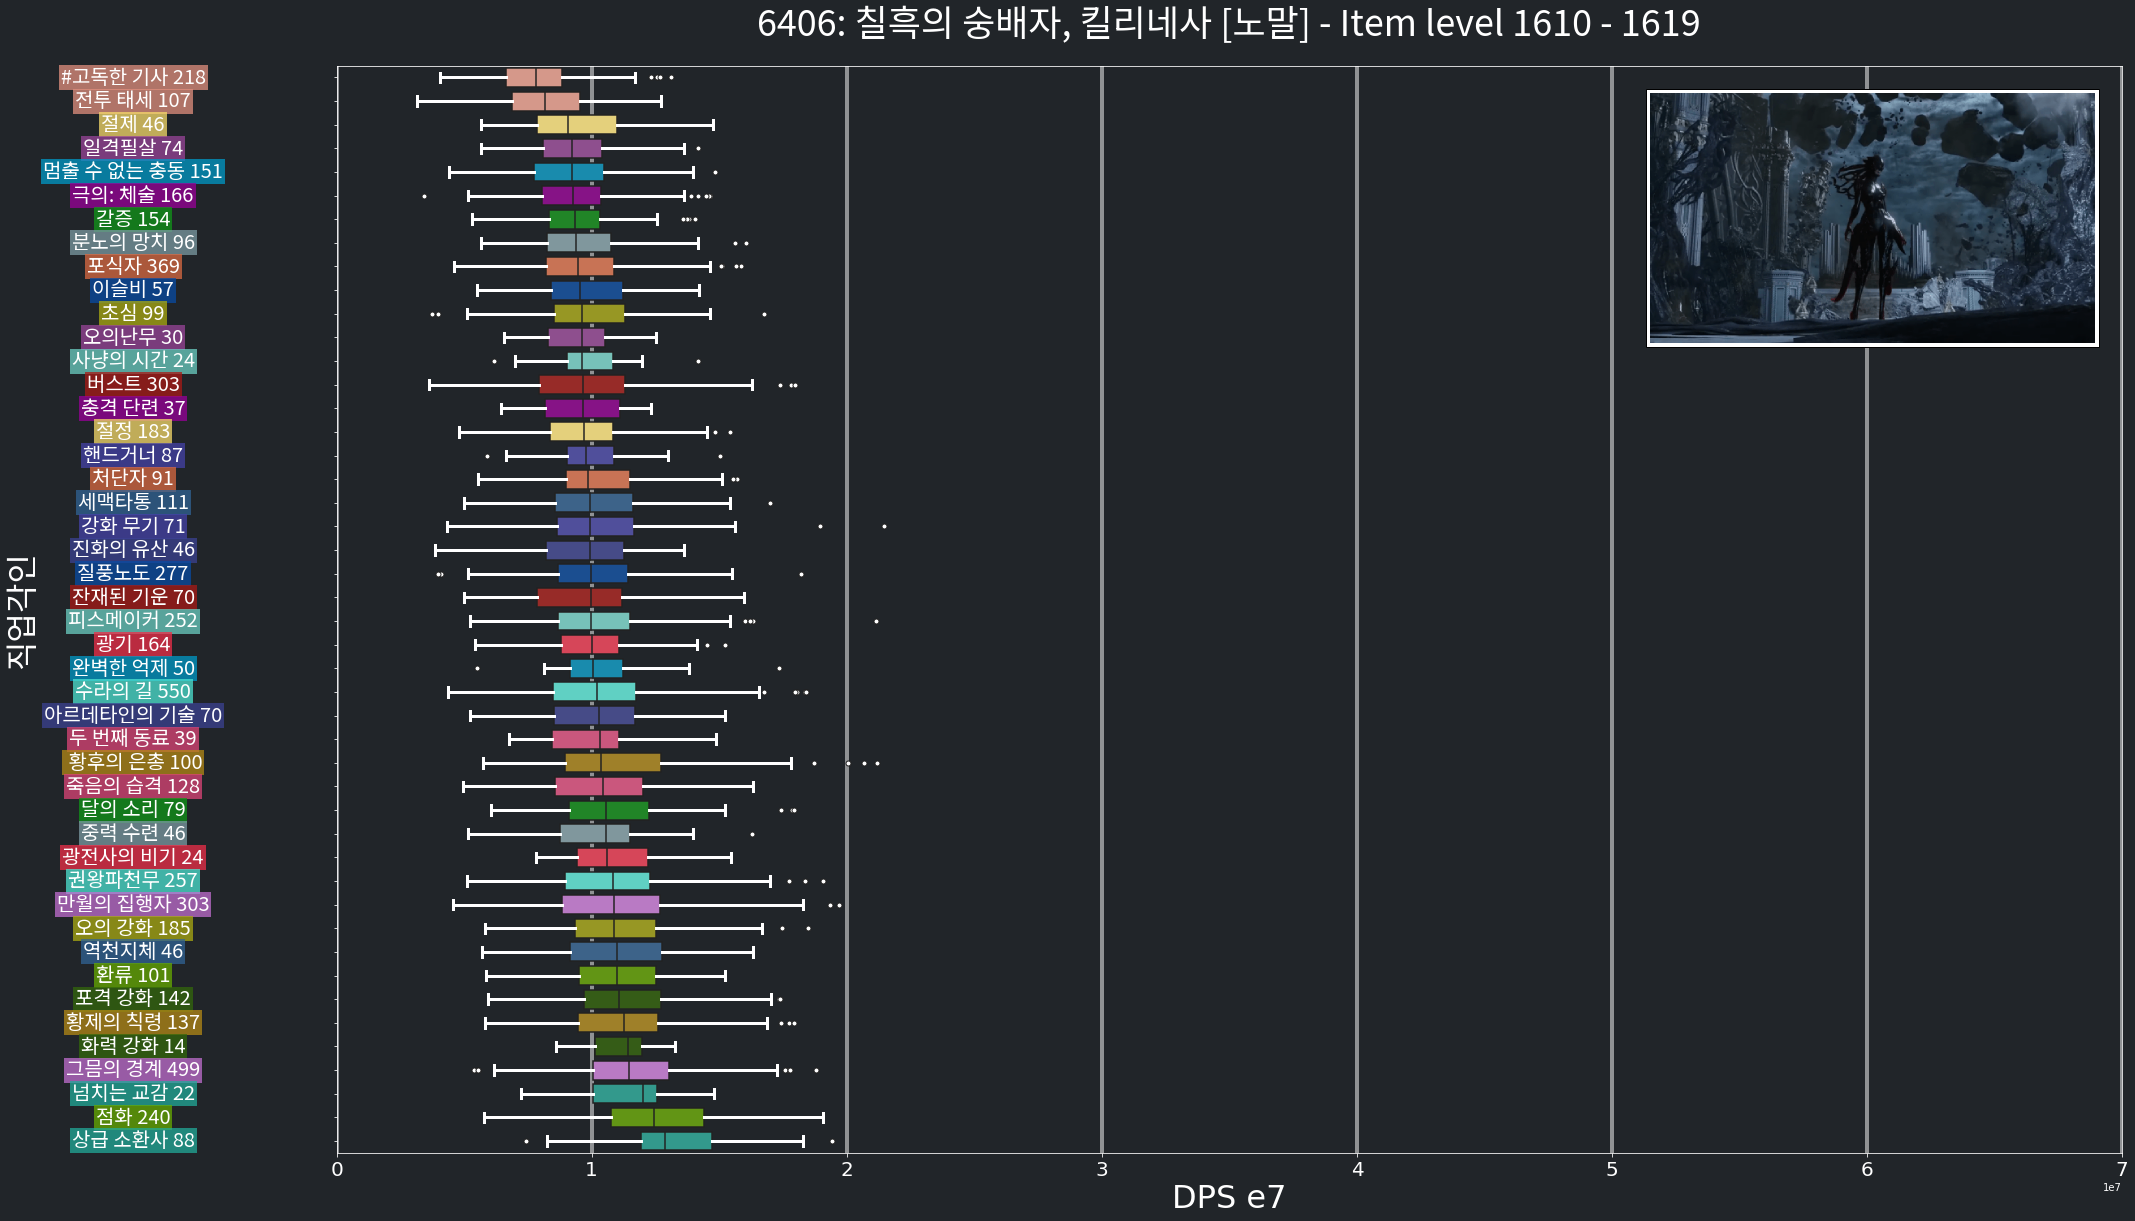 6406: 칠흑의 숭배자, 킬리네사 [노말] - Item level 1610 - 1619
#고독한 기사 218
전투 태세 107
절제 46
일격필살 74
멈출 수 없는 충동 151
극의: 체술 166
갈증 154
분노의 망치 96
포식자 369
이슬비 57
초심 99
오의난무 30
사냥의 시간 24
버스트 303
충격 단련 37
절정 183
핸드거너 87
처단자 91
세맥타통 111
강화 무기 71
진화의 유산 46
질풍노도 277
잔재된 기운 70
피스메이커 252
광기 164
완벽한 억제 50
수라의 길 550
아르데타인의 기술 70
두 번째 동료 39
황후의 은총 100
죽음의 습격 128
달의 소리 79
중력 수련 46
광전사의 비기 24
권왕파천무 257
만월의 집행자 303
오의 강화 185
역천지체 46
환류 101
포격 강화 142
황제의 칙령 137
화력 강화 14
그믐의 경계 499
넘치는 교감 22
점화 240
상급 소환사 88
직업각인
0 1 2 3 4 5 6 7
1e7
DPS e7